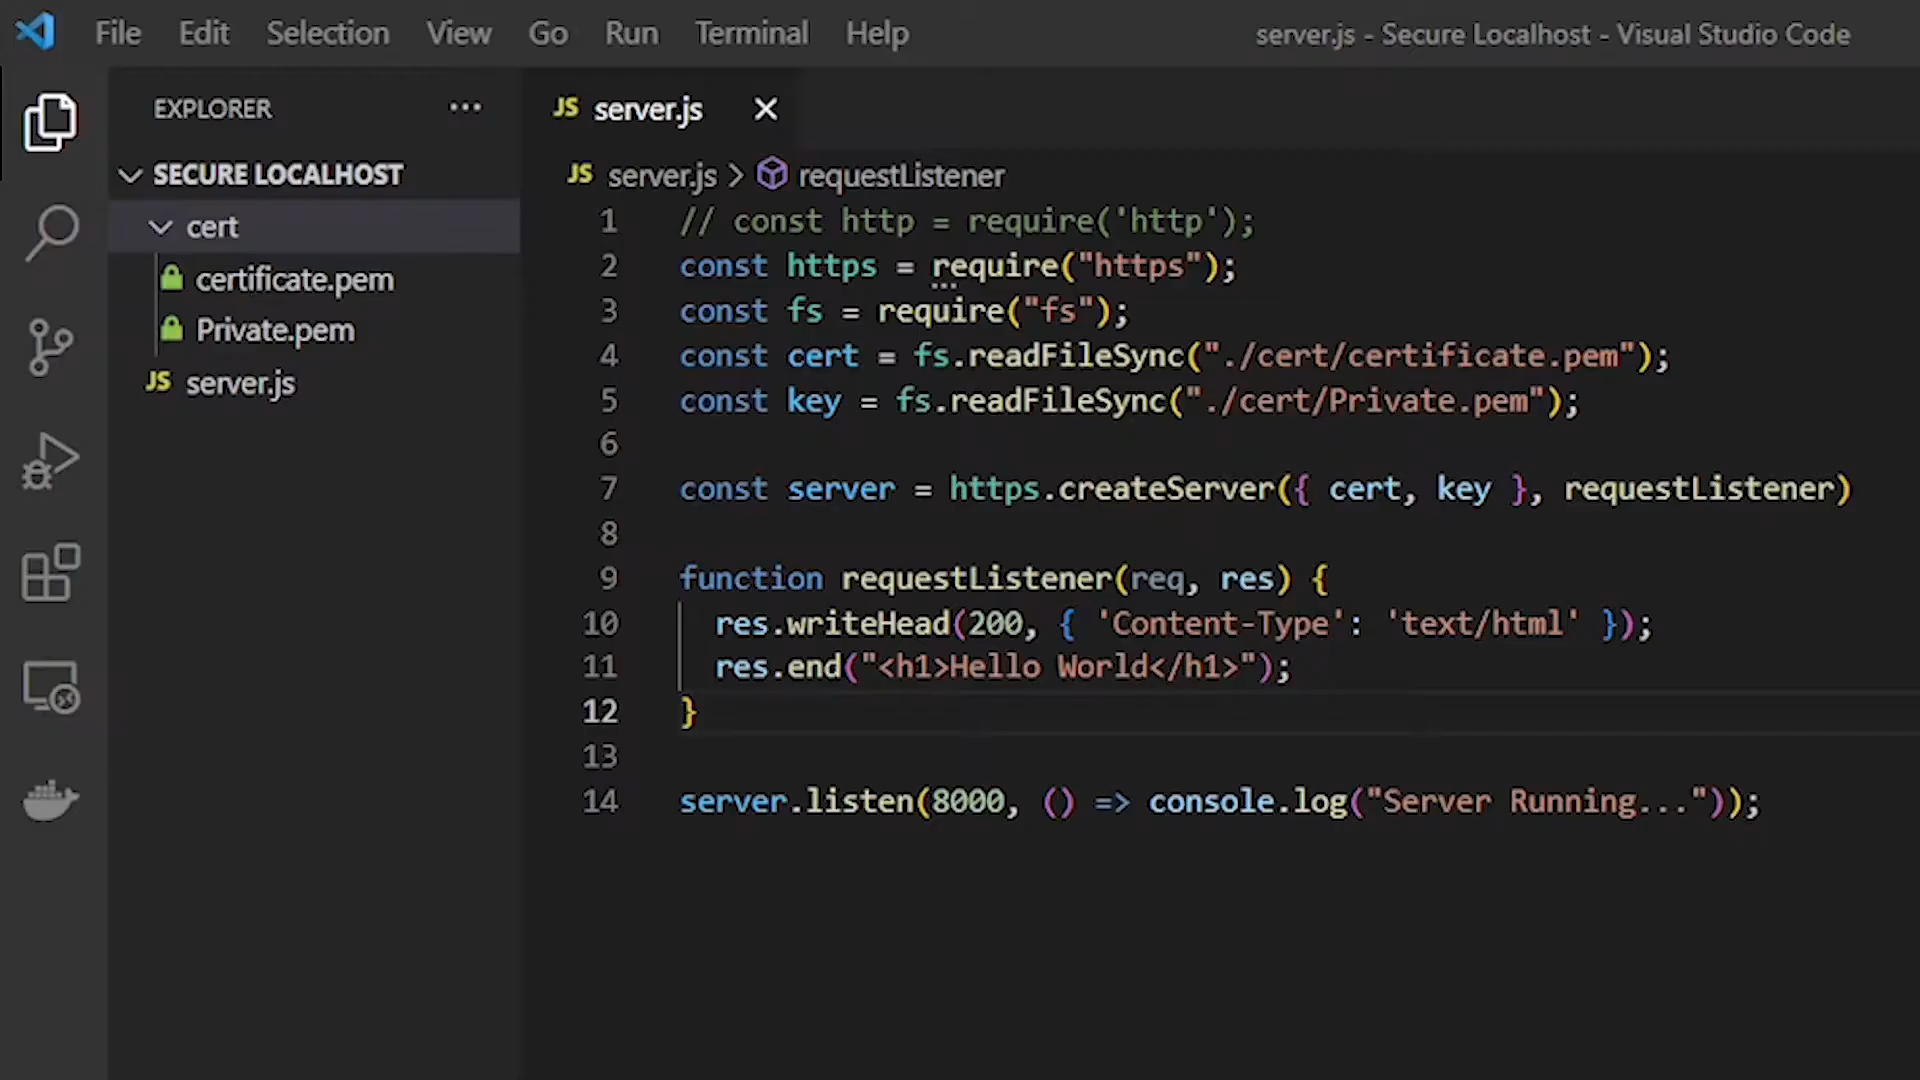 File Edit Selection View Go Run Terminal Help
server.js - Secure Localhost - Visual Studio Code
EXPLORER ...
JS server.js
SECURE LOCALHOST
cert
certificate.pem
Private.pem
JS server.js
JS server.js > requestListener
1 // const http = require('http');
2 const https = require("https");
3 const fs = require("fs");
4 const cert = fs.readFileSync("./cert/certificate.pem");
5 const key = fs.readFileSync("./cert/Private.pem");
6
7 const server = https.createServer({ cert, key }, requestListener)
8
9 function requestListener(req, res) {
10 res.writeHead(200, { 'Content-Type': 'text/html' });
11 res.end("<h1>Hello World</h1>");
12 }
13
14 server.listen(8000, () => console.log("Server Running..."));